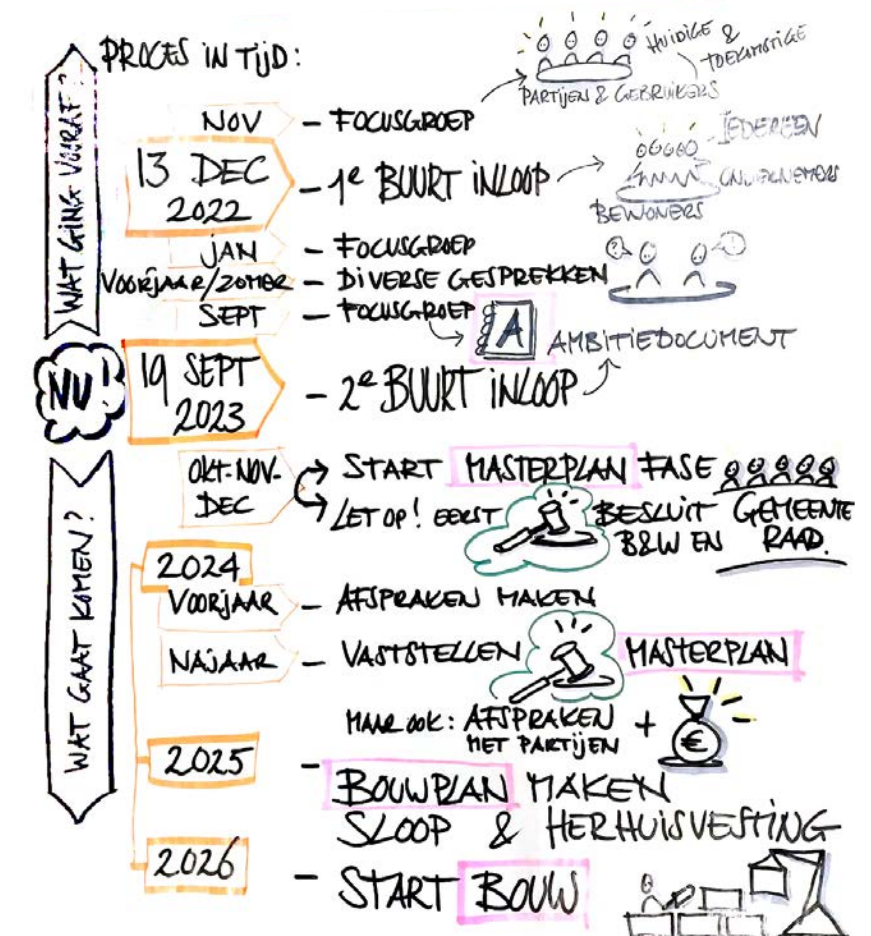 PROCES IN TIJD:
HUIDIGE &
TOEKOMSTIGE
PARTIJEN & GEBRUIKERS
WAT GING VOORAF?
NOV – FOCUSGROEP
13 DEC
2022
– 1e BUURT INLOOP
IEDEREEN
ONDERNEMERS
BEWONERS
JAN – FOCUSGROEP
VOORJAAR/ZOMER – DIVERSE GESPREKKEN
? !
SEPT – FOCUSGROEP
A
AMBITIEDOCUMENT
NU!
19 SEPT
2023
– 2e BUURT INLOOP
WAT GAAT KOMEN?
OKT-NOV-
DEC
START MASTERPLAN FASE
LET OP! EERST BESLUIT GEMEENTE
B&W EN RAAD.
2024
VOORJAAR – AFSPRAKEN MAKEN
NAJAAR – VASTSTELLEN MASTERPLAN
MAAR OOK: AFSPRAKEN +
MET PARTIJEN
€
2025 –
BOUWPLAN MAKEN
SLOOP & HERHUISVESTING
2026 – START BOUW